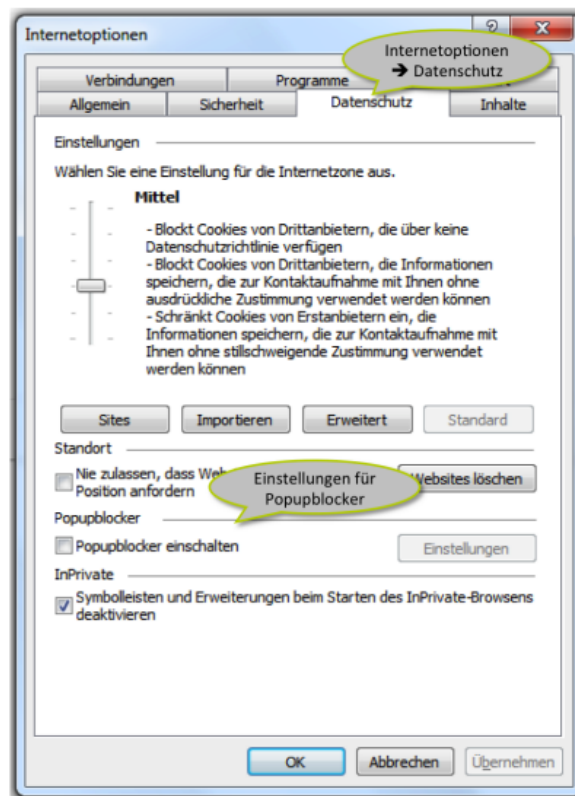 Internetoptionen
?
X
Internetoptionen
➔ Datenschutz
Verbindungen
Programme
Allgemein
Sicherheit
Datenschutz
Inhalte
Einstellungen
Wählen Sie eine Einstellung für die Internetzone aus.
Mittel
- Blockt Cookies von Drittanbietern, die über keine
Datenschutzrichtlinie verfügen
- Blockt Cookies von Drittanbietern, die Informationen
speichern, die zur Kontaktaufnahme mit Ihnen ohne
ausdrückliche Zustimmung verwendet werden können
- Schränkt Cookies von Erstanbietern ein, die
Informationen speichern, die zur Kontaktaufnahme mit
Ihnen ohne stillschweigende Zustimmung verwendet
werden können
Sites
Importieren
Erweitert
Standard
Standort
Nie zulassen, dass Web
Position anfordern
Einstellungen für
Popupblocker
Websites löschen
Popupblocker
Popupblocker einschalten
Einstellungen
InPrivate
Symbolleisten und Erweiterungen beim Starten des InPrivate-Browsens
deaktivieren
OK
Abbrechen
Übernehmen